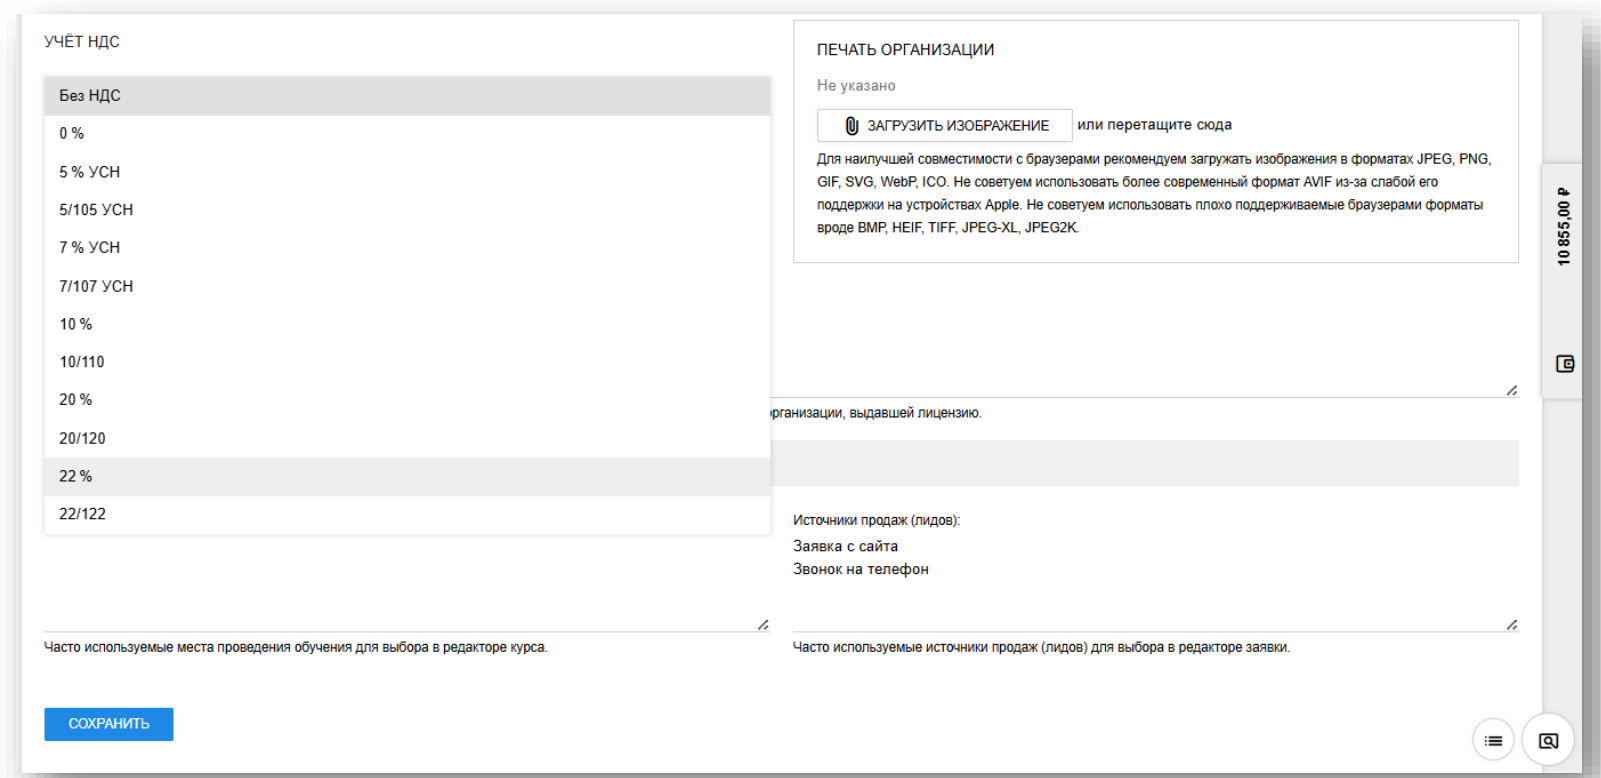 УЧЁТ НДС
Без НДС
0 %
5 % УСН
5/105 УСН
7 % УСН
7/107 УСН
10 %
10/110
20 %
20/120
22 %
22/122
ПЕЧАТЬ ОРГАНИЗАЦИИ
Не указано
ЗАГРУЗИТЬ ИЗОБРАЖЕНИЕ или перетащите сюда
Для наилучшей совместимости с браузерами рекомендуем загружать изображения в форматах JPEG, PNG,
GIF, SVG, WebP, ICO. Не советуем использовать более современный формат AVIF из-за слабой его
поддержки на устройствах Apple. Не советуем использовать плохо поддерживаемые браузерами форматы
вроде BMP, HEIF, TIFF, JPEG-XL, JPEG2K.
организации, выдавшей лицензию.
Источники продаж (лидов):
Заявка с сайта
Звонок на телефон
Часто используемые места проведения обучения для выбора в редакторе курса.
Часто используемые источники продаж (лидов) для выбора в редакторе заявки.
СОХРАНИТЬ
10 855,00 ₽